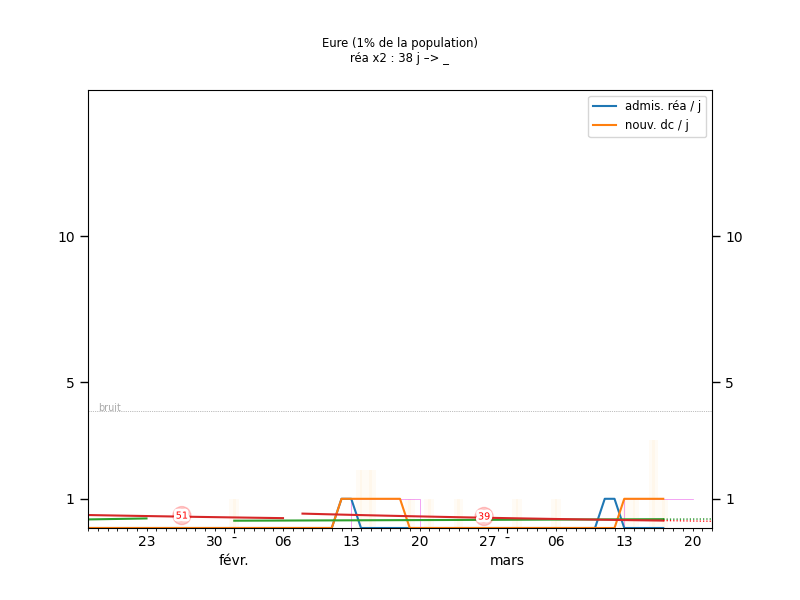 Eure (1% de la population)
réa x2 : 38 j –> _
admis. réa / j
nouv. dc / j
10 10
5 5
bruit
1 1
51 39
23 30 - 06 13 20 27 - 06 13 20
févr. mars